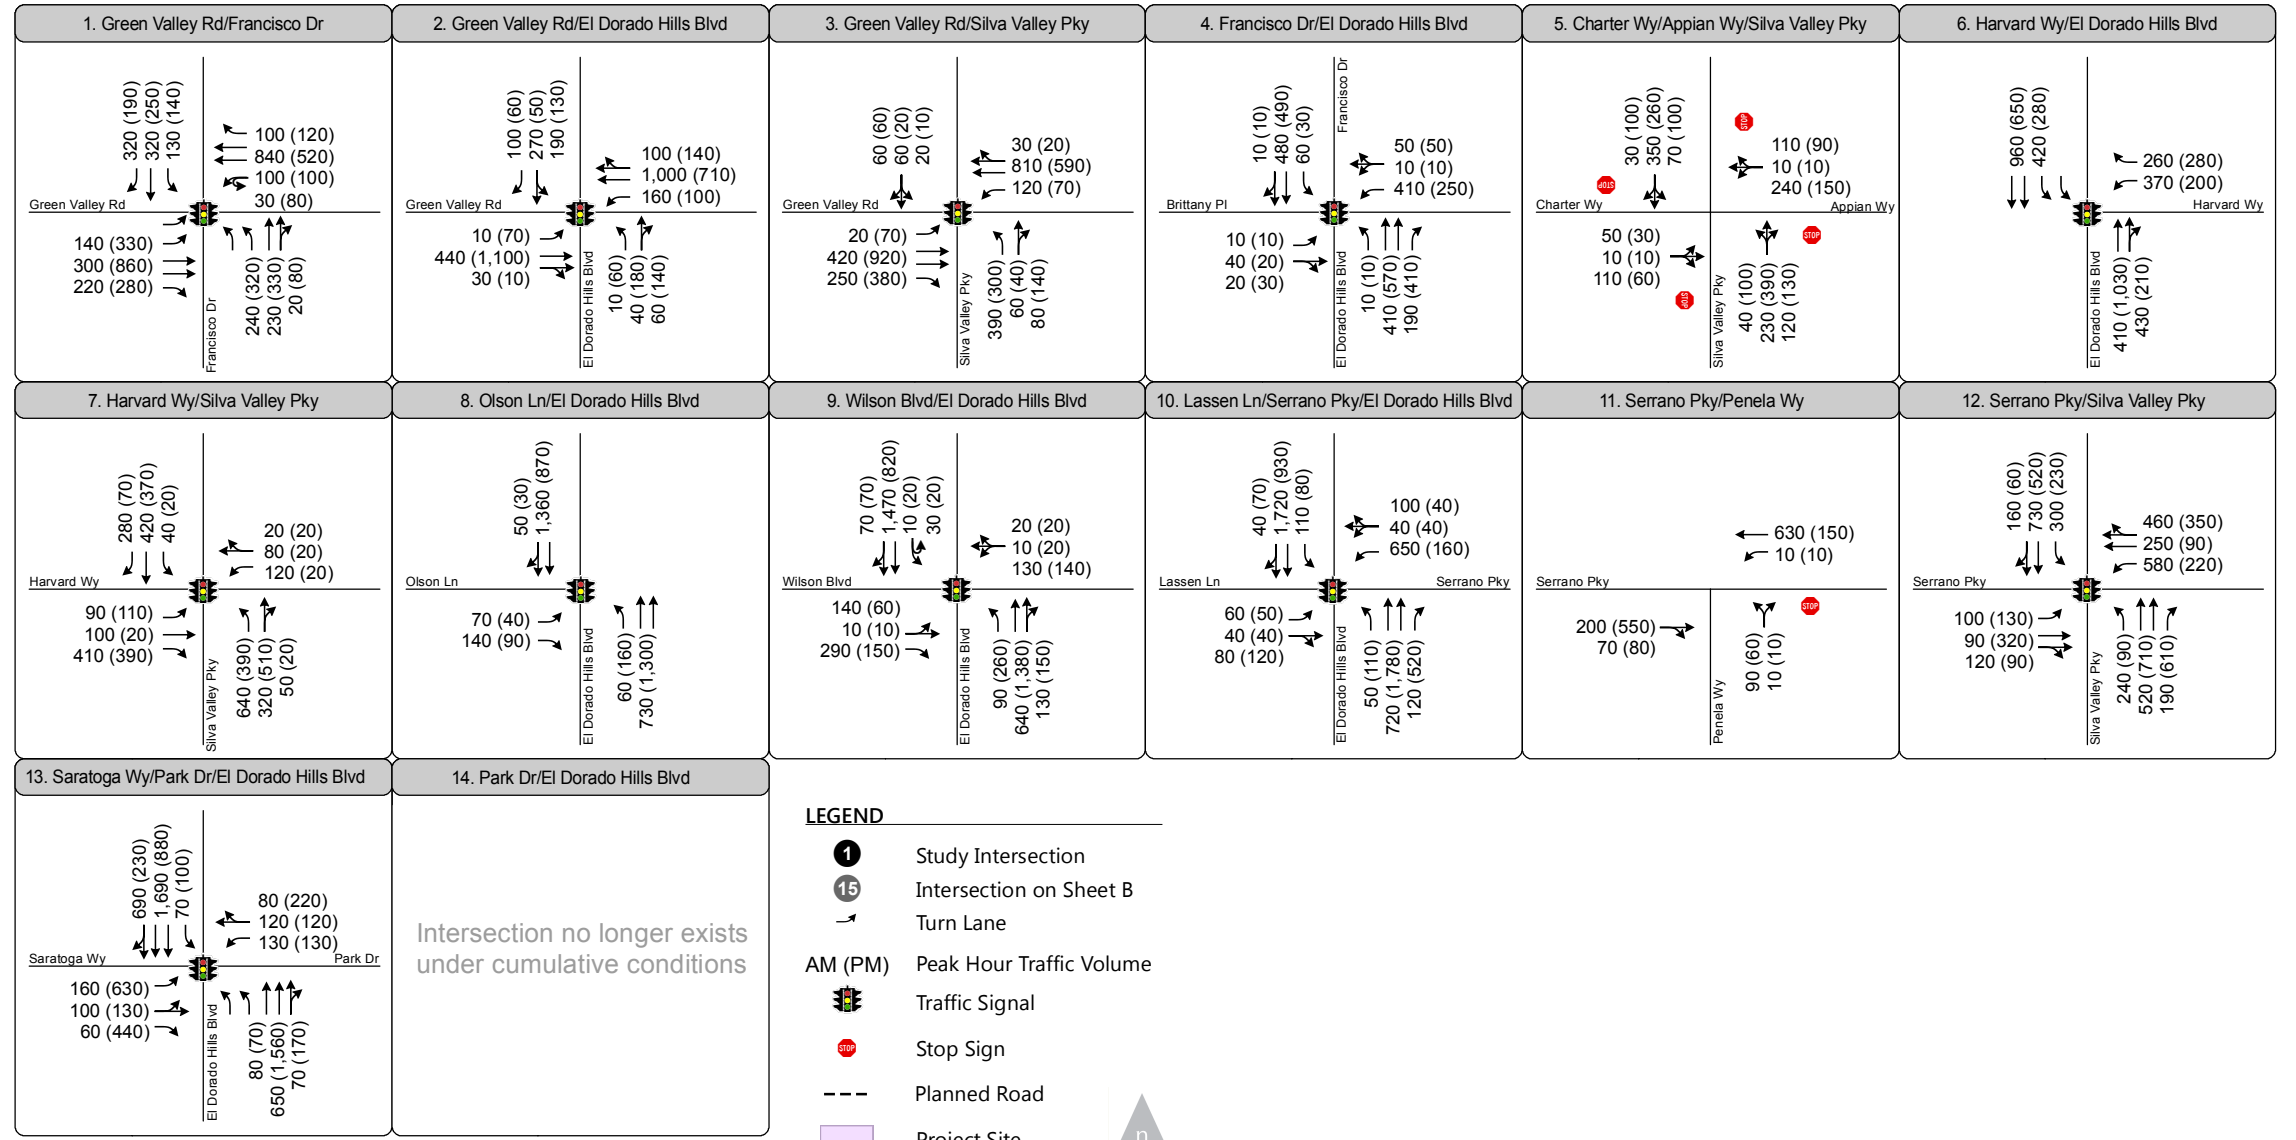 1. Green Valley Rd/Francisco Dr
320 (190)
320 (250)
130 (140)
100 (120)
840 (520)
100 (100)
30 (80)
Green Valley Rd
140 (330)
300 (860)
220 (280)
240 (320)
230 (330)
20 (80)
Francisco Dr
2. Green Valley Rd/El Dorado Hills Blvd
100 (60)
270 (50)
190 (130)
100 (140)
1,000 (710)
160 (100)
Green Valley Rd
10 (70)
440 (1,100)
30 (10)
El Dorado Hills Blvd
10 (60)
40 (180)
60 (140)
3. Green Valley Rd/Silva Valley Pky
60 (60)
60 (20)
20 (10)
30 (20)
810 (590)
120 (70)
Green Valley Rd
20 (70)
420 (920)
250 (380)
Silva Valley Pky
390 (300)
60 (40)
80 (140)
4. Francisco Dr/El Dorado Hills Blvd
Francisco Dr
10 (10)
480 (490)
60 (30)
50 (50)
10 (10)
410 (250)
Brittany Pl
10 (10)
40 (20)
20 (30)
El Dorado Hills Blvd
10 (10)
410 (570)
190 (410)
5. Charter Wy/Appian Wy/Silva Valley Pky
30 (100)
350 (260)
70 (100)
STOP
110 (90)
10 (10)
240 (150)
STOP
Charter Wy
Appian Wy
50 (30)
10 (10)
110 (60)
STOP
STOP
Silva Valley Pky
40 (100)
230 (390)
120 (130)
6. Harvard Wy/El Dorado Hills Blvd
960 (650)
420 (280)
260 (280)
370 (200)
Harvard Wy
El Dorado Hills Blvd
410 (1,030)
430 (210)
7. Harvard Wy/Silva Valley Pky
280 (70)
420 (370)
40 (20)
20 (20)
80 (20)
120 (20)
Harvard Wy
90 (110)
100 (20)
410 (390)
Silva Valley Pky
640 (390)
320 (510)
50 (20)
8. Olson Ln/El Dorado Hills Blvd
50 (30)
1,360 (870)
Olson Ln
70 (40)
140 (90)
El Dorado Hills Blvd
60 (160)
730 (1,300)
9. Wilson Blvd/El Dorado Hills Blvd
70 (70)
1,470 (820)
10 (20)
30 (20)
20 (20)
10 (20)
130 (140)
Wilson Blvd
140 (60)
10 (10)
290 (150)
El Dorado Hills Blvd
90 (260)
640 (1,380)
130 (150)
10. Lassen Ln/Serrano Pky/El Dorado Hills Blvd
40 (70)
1,720 (930)
110 (80)
100 (40)
40 (40)
650 (160)
Lassen Ln
Serrano Pky
60 (50)
40 (40)
80 (120)
El Dorado Hills Blvd
50 (110)
720 (1,780)
120 (520)
11. Serrano Pky/Penela Wy
630 (150)
10 (10)
Serrano Pky
200 (550)
70 (80)
STOP
Penela Wy
90 (60)
10 (10)
12. Serrano Pky/Silva Valley Pky
160 (60)
730 (520)
300 (230)
460 (350)
250 (90)
580 (220)
Serrano Pky
100 (130)
90 (320)
120 (90)
Silva Valley Pky
240 (90)
520 (710)
190 (610)
13. Saratoga Wy/Park Dr/El Dorado Hills Blvd
690 (230)
1,690 (880)
70 (100)
80 (220)
120 (120)
130 (130)
Saratoga Wy
Park Dr
160 (630)
100 (130)
60 (440)
El Dorado Hills Blvd
80 (70)
650 (1,560)
70 (170)
14. Park Dr/El Dorado Hills Blvd
Intersection no longer exists
under cumulative conditions
LEGEND
1 Study Intersection
15 Intersection on Sheet B
Turn Lane
AM (PM) Peak Hour Traffic Volume
Traffic Signal
STOP Stop Sign
Planned Road
Project Site
n